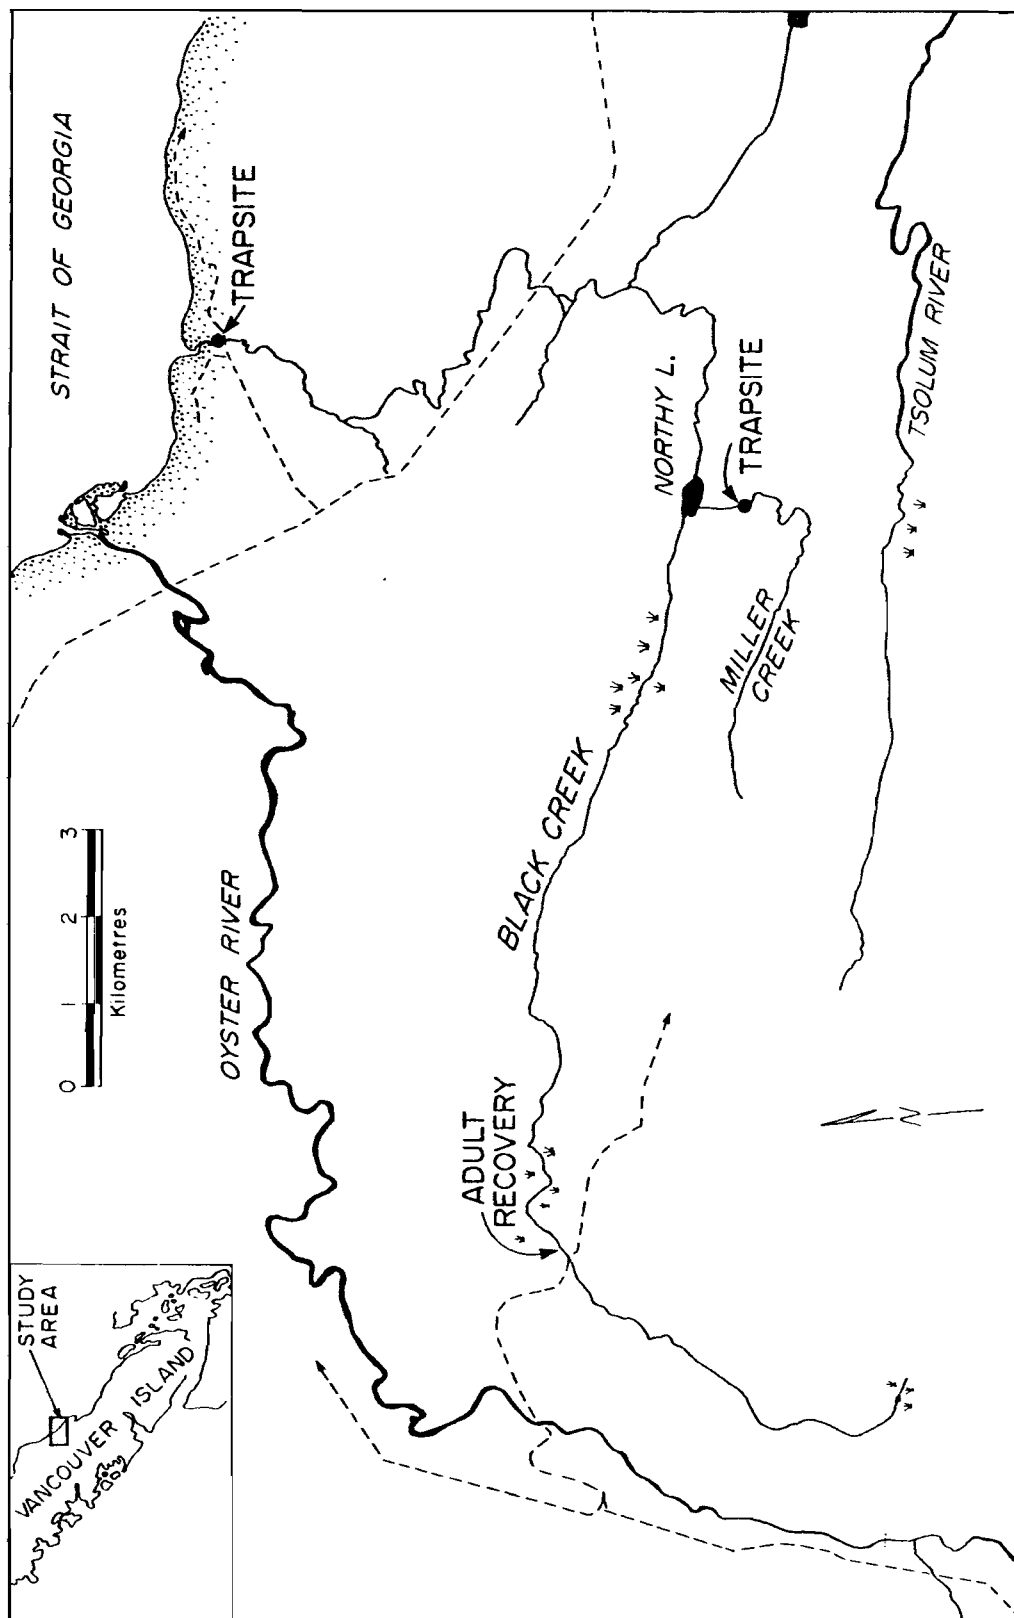 STRAIT OF GEORGIA
TRAPSITE
NORTHY L.
TRAPSITE
TSOLUM RIVER
MILLER
CREEK
BLACK CREEK
OYSTER RIVER
0 1 2 3
Kilometres
ADULT
RECOVERY
N
STUDY
AREA
VANCOUVER ISLAND